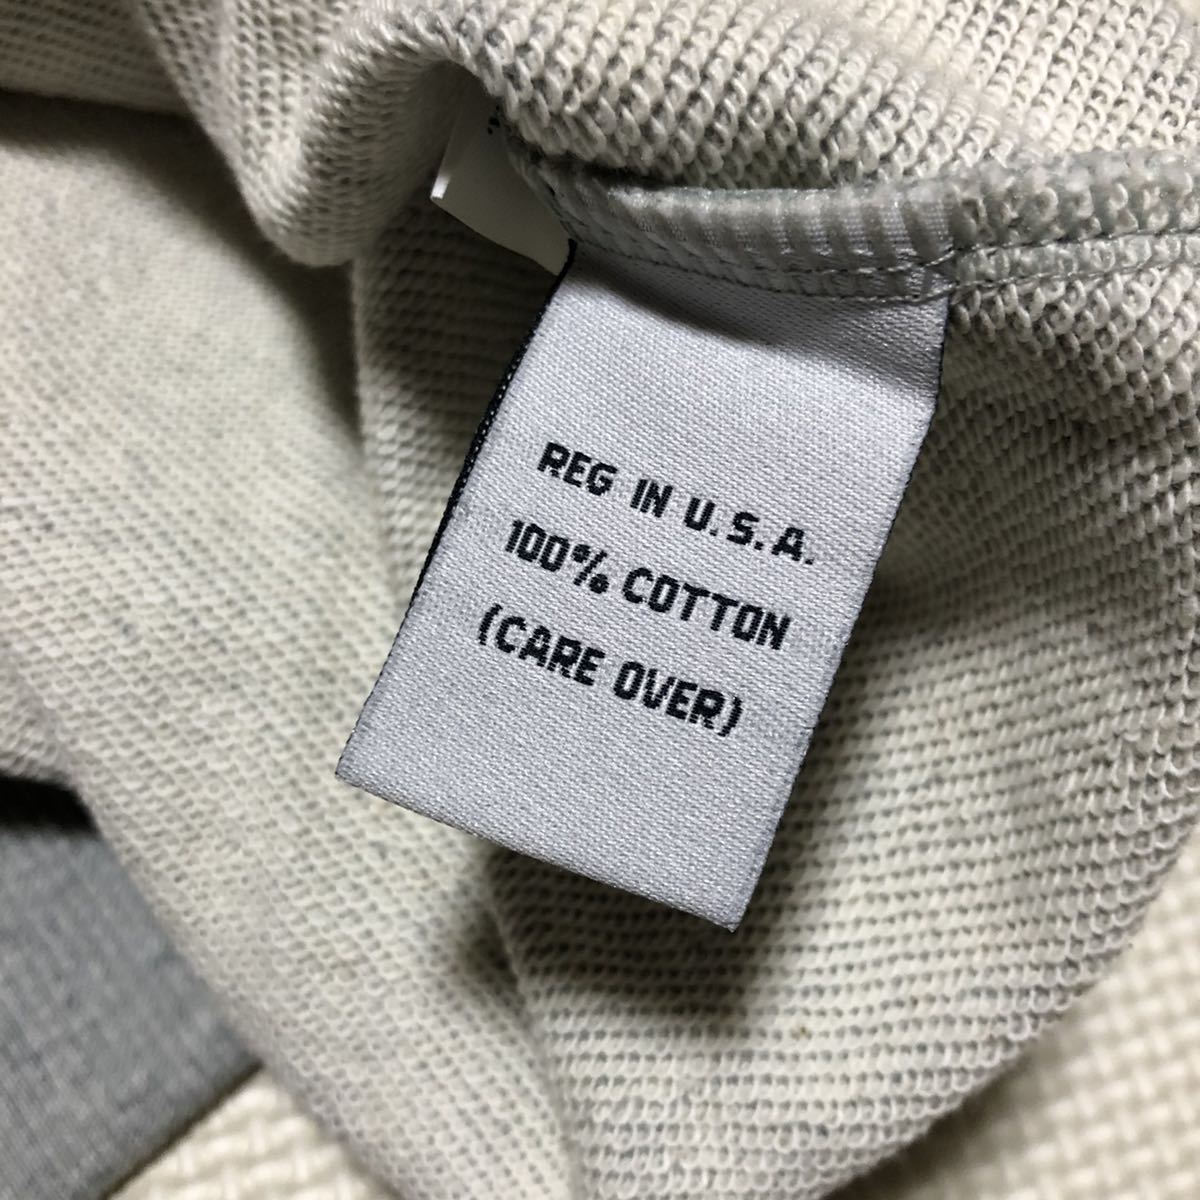 REG IN U.S.A.
100% COTTON
(CARE OVER)